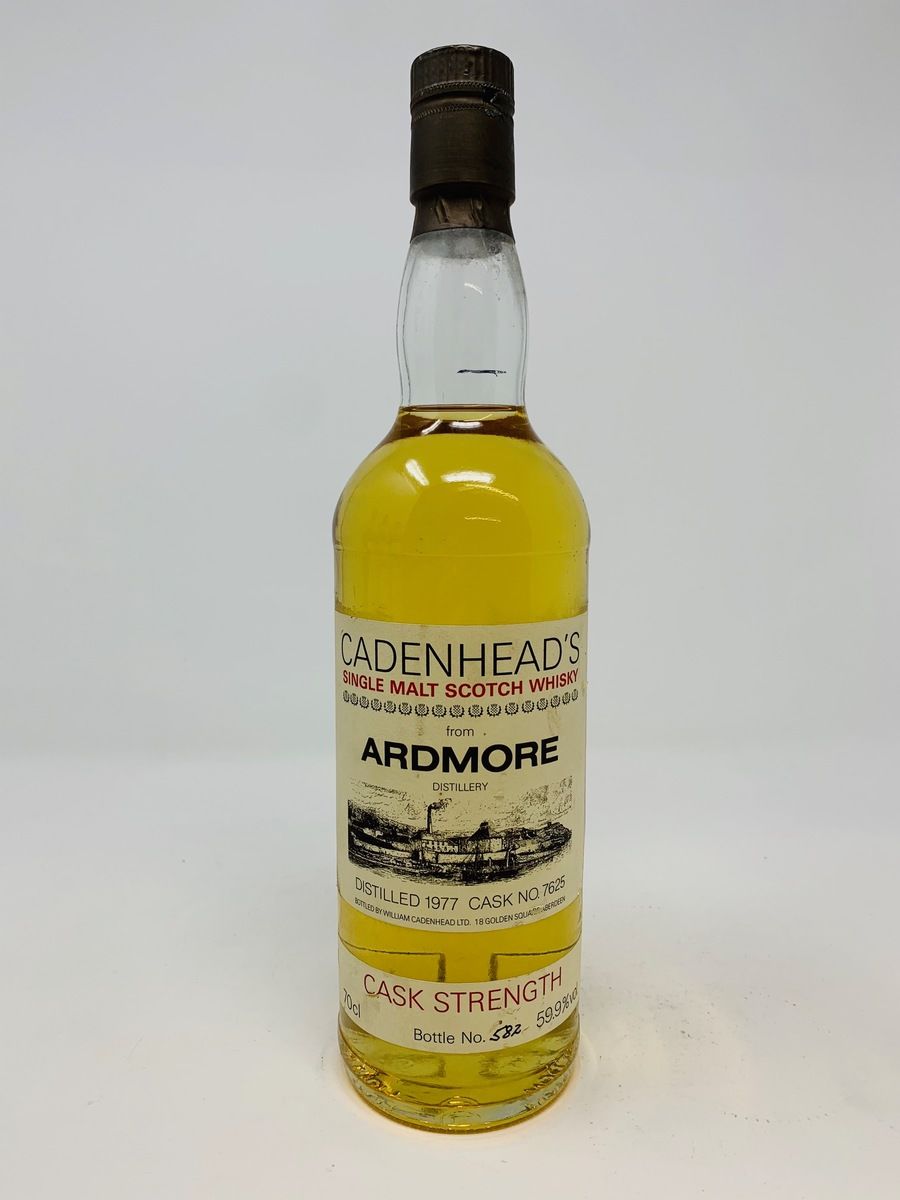 CADENHEAD'S
SINGLE MALT SCOTCH WHISKY
from
ARDMORE
DISTILLERY
DISTILLED 1977 CASK NO. 7625
BOTTLED BY WILLIAM CADENHEAD LTD. 18 GOLDEN SQUARE ABERDEEN
CASK STRENGTH
70cl 59.9%vol
Bottle No. 582